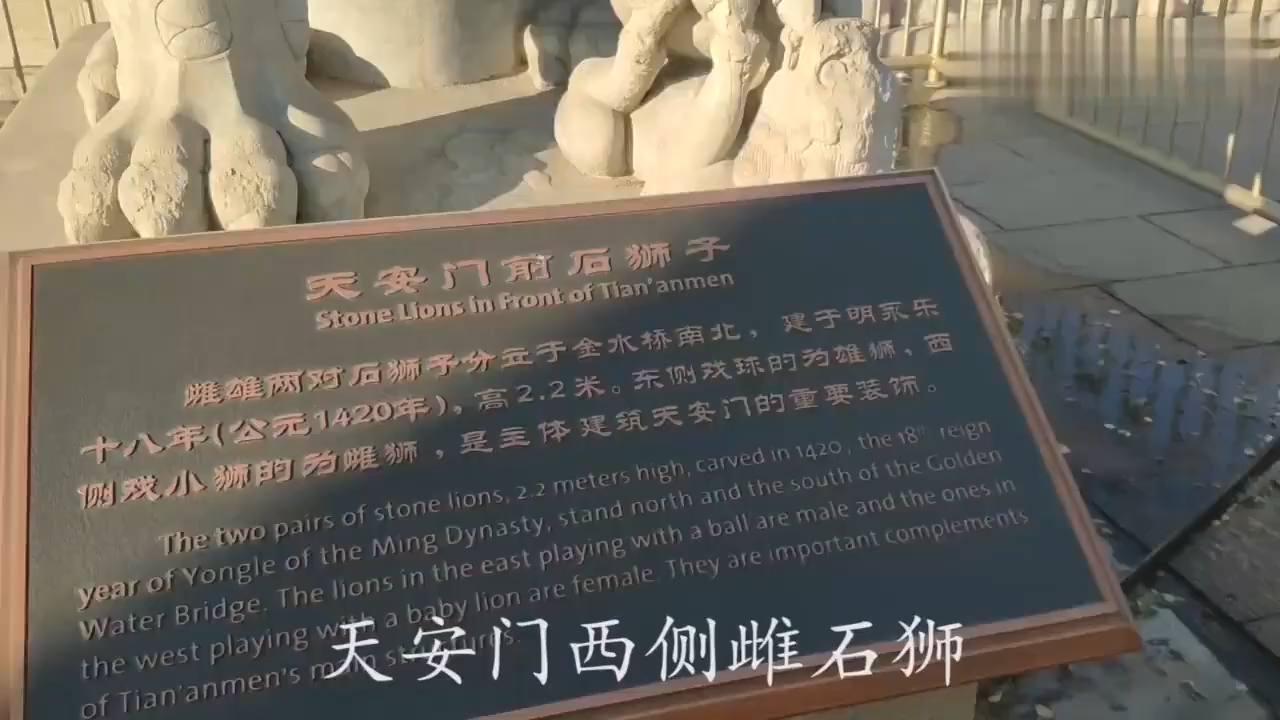 天安门前石狮子
Stone Lions in Front of Tian'anmen
雌雄两对石狮子分立于金水桥南北，建于明永乐
十八年(公元1420年)，高2.2米。东侧戏球的为雄狮、西
侧戏小狮的为雌狮，是主体建筑天安门的重要装饰。
The two pairs of stone lions, 2.2 meters high, carved in 1420, the 18th reign
year of Yongle of the Ming Dynasty, stand north and the south of the Golden
Water Bridge. The lions in the east playing with a ball are male and the ones in
the west playing with a baby lion are female. They are important complements
of Tian'anmen's main structures.
天安门西侧雌石狮